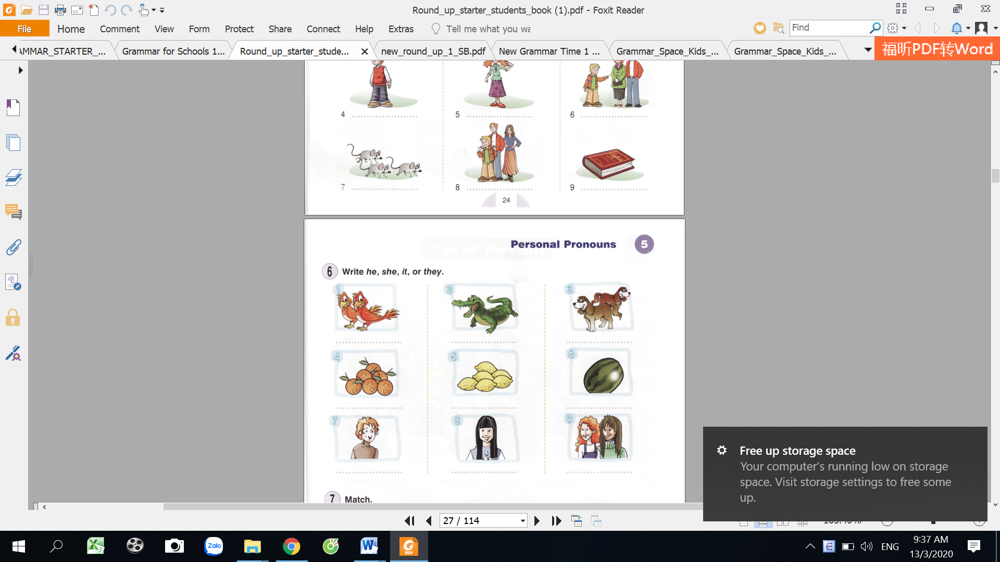 Round_up_starter_students_book (1).pdf - Foxit Reader
File Home Comment View Form Protect Share Connect Help Extras Tell me what you wa Find
AMMAR_STARTER_... Grammar for Schools 1... Round_up_starter_stude... new_round_up_1_SB.pdf New Grammar Time 1 ... Grammar_Space_Kids_... Grammar_Space_Kids_... 福昕PDF转Word
4 5 6
English
7 8 9
24
Personal Pronouns 5
6 Write he, she, it, or they.
1 2 3
4 5 6
7 8 9
7 Match.
Free up storage space
Your computer's running low on storage
space. Visit storage settings to free some
up.
27 / 114
Zalo
PDF
ENG
9:37 AM
13/3/2020